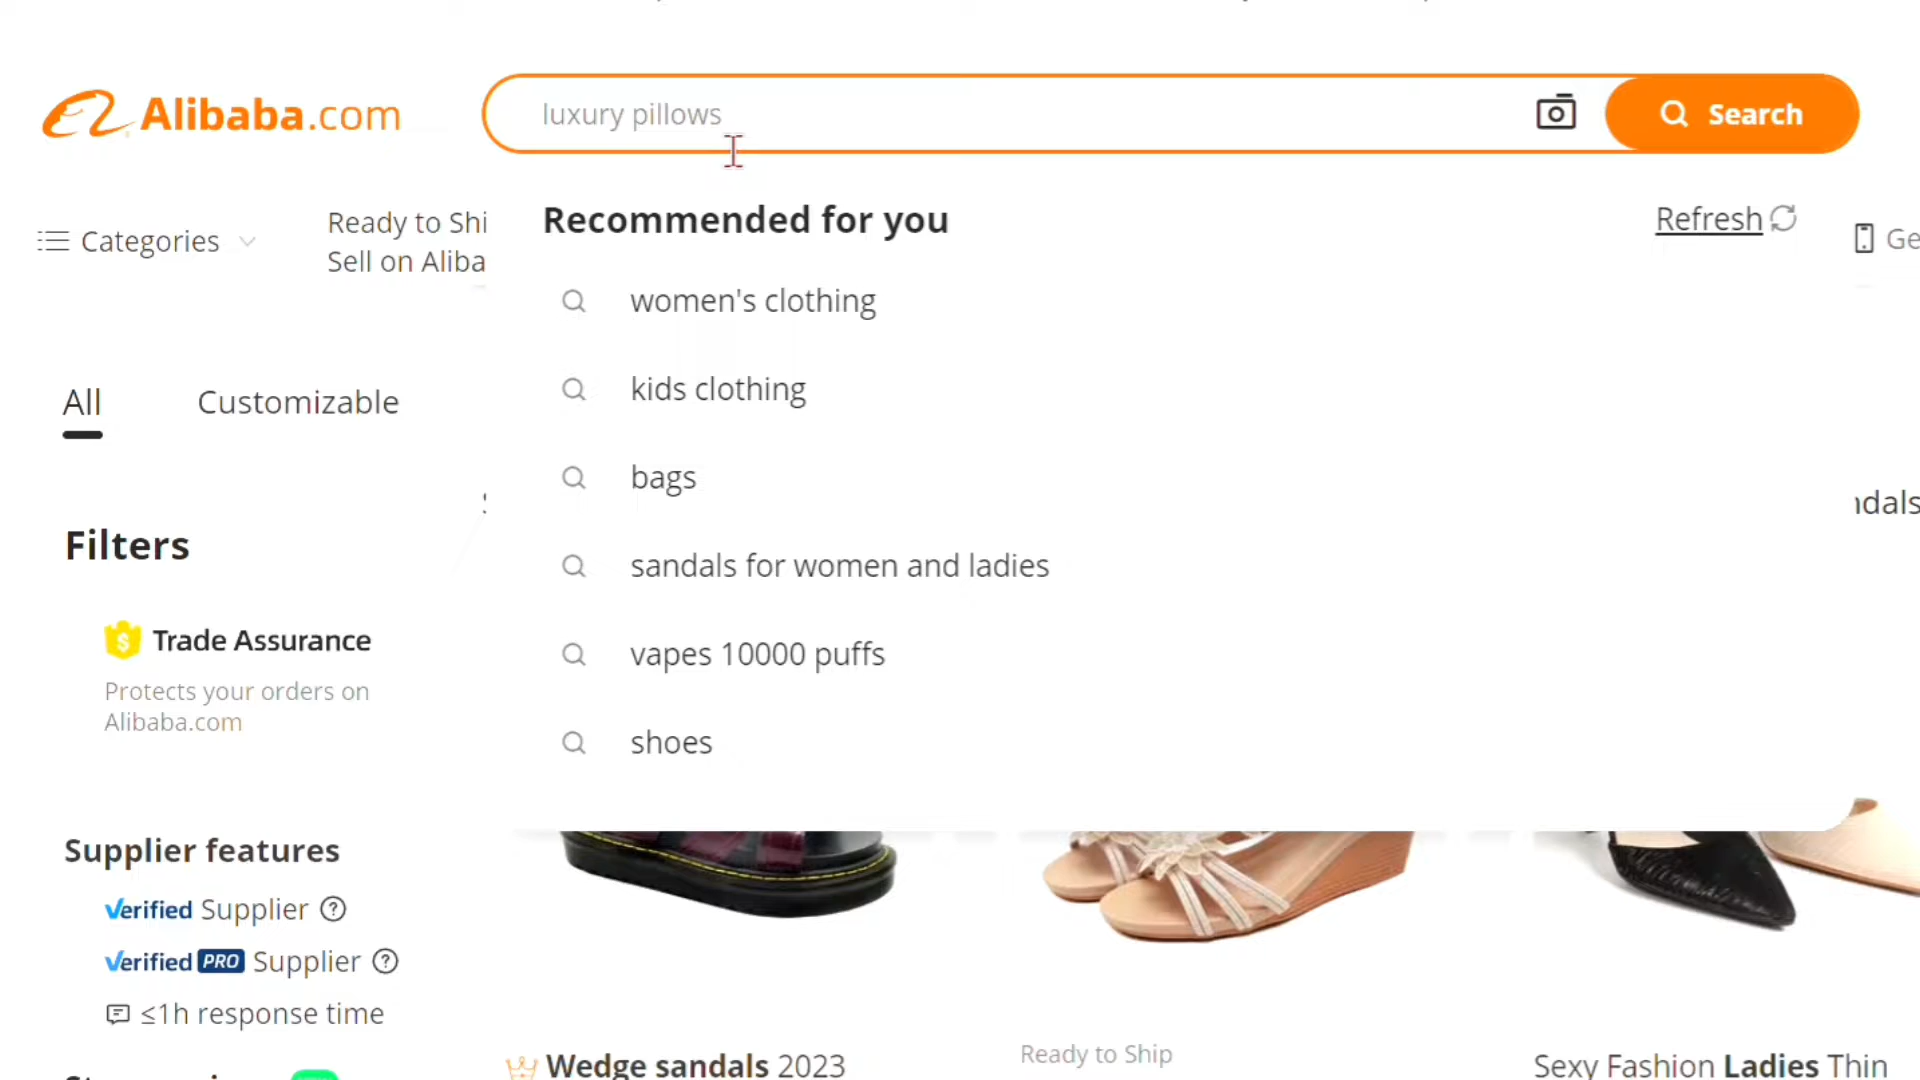 Alibaba.com
luxury pillows
Search
Categories
Ready to Shi
Sell on Aliba
Recommended for you
Refresh
Ge
women's clothing
kids clothing
bags
sandals for women and ladies
vapes 10000 puffs
shoes
All
Customizable
Filters
Trade Assurance
Protects your orders on
Alibaba.com
Supplier features
Verified Supplier
Verified PRO Supplier
≤1h response time
ndals
Wedge sandals 2023
Ready to Ship
Sexy Fashion Ladies Thin